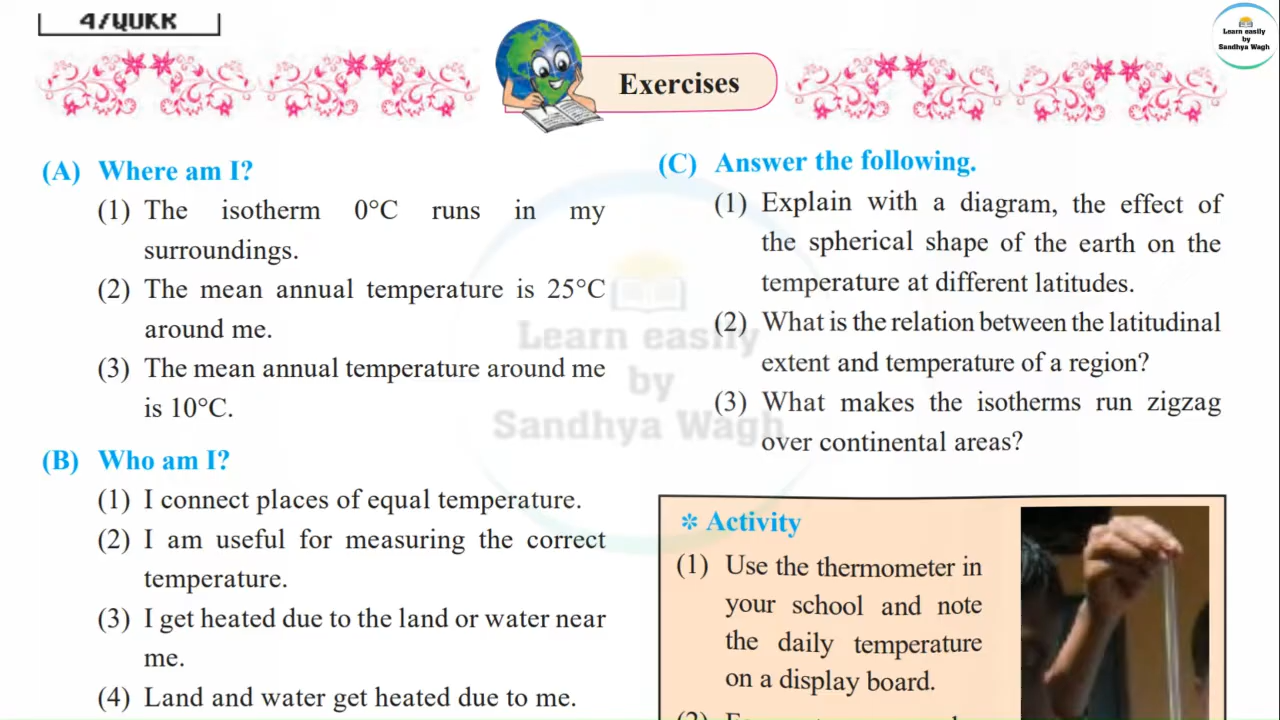 47QUKR
Learn easily
by
Sandhya Wagh
Exercises
(A) Where am I?
(1) The isotherm 0°C runs in my
surroundings.
(2) The mean annual temperature is 25°C
around me.
(3) The mean annual temperature around me
is 10°C.
(B) Who am I?
(1) I connect places of equal temperature.
(2) I am useful for measuring the correct
temperature.
(3) I get heated due to the land or water near
me.
(4) Land and water get heated due to me.
(C) Answer the following.
(1) Explain with a diagram, the effect of
the spherical shape of the earth on the
temperature at different latitudes.
(2) What is the relation between the latitudinal
extent and temperature of a region?
(3) What makes the isotherms run zigzag
over continental areas?
* Activity
(1) Use the thermometer in
your school and note
the daily temperature
on a display board.
Learn easily
by
Sandhya Wagh